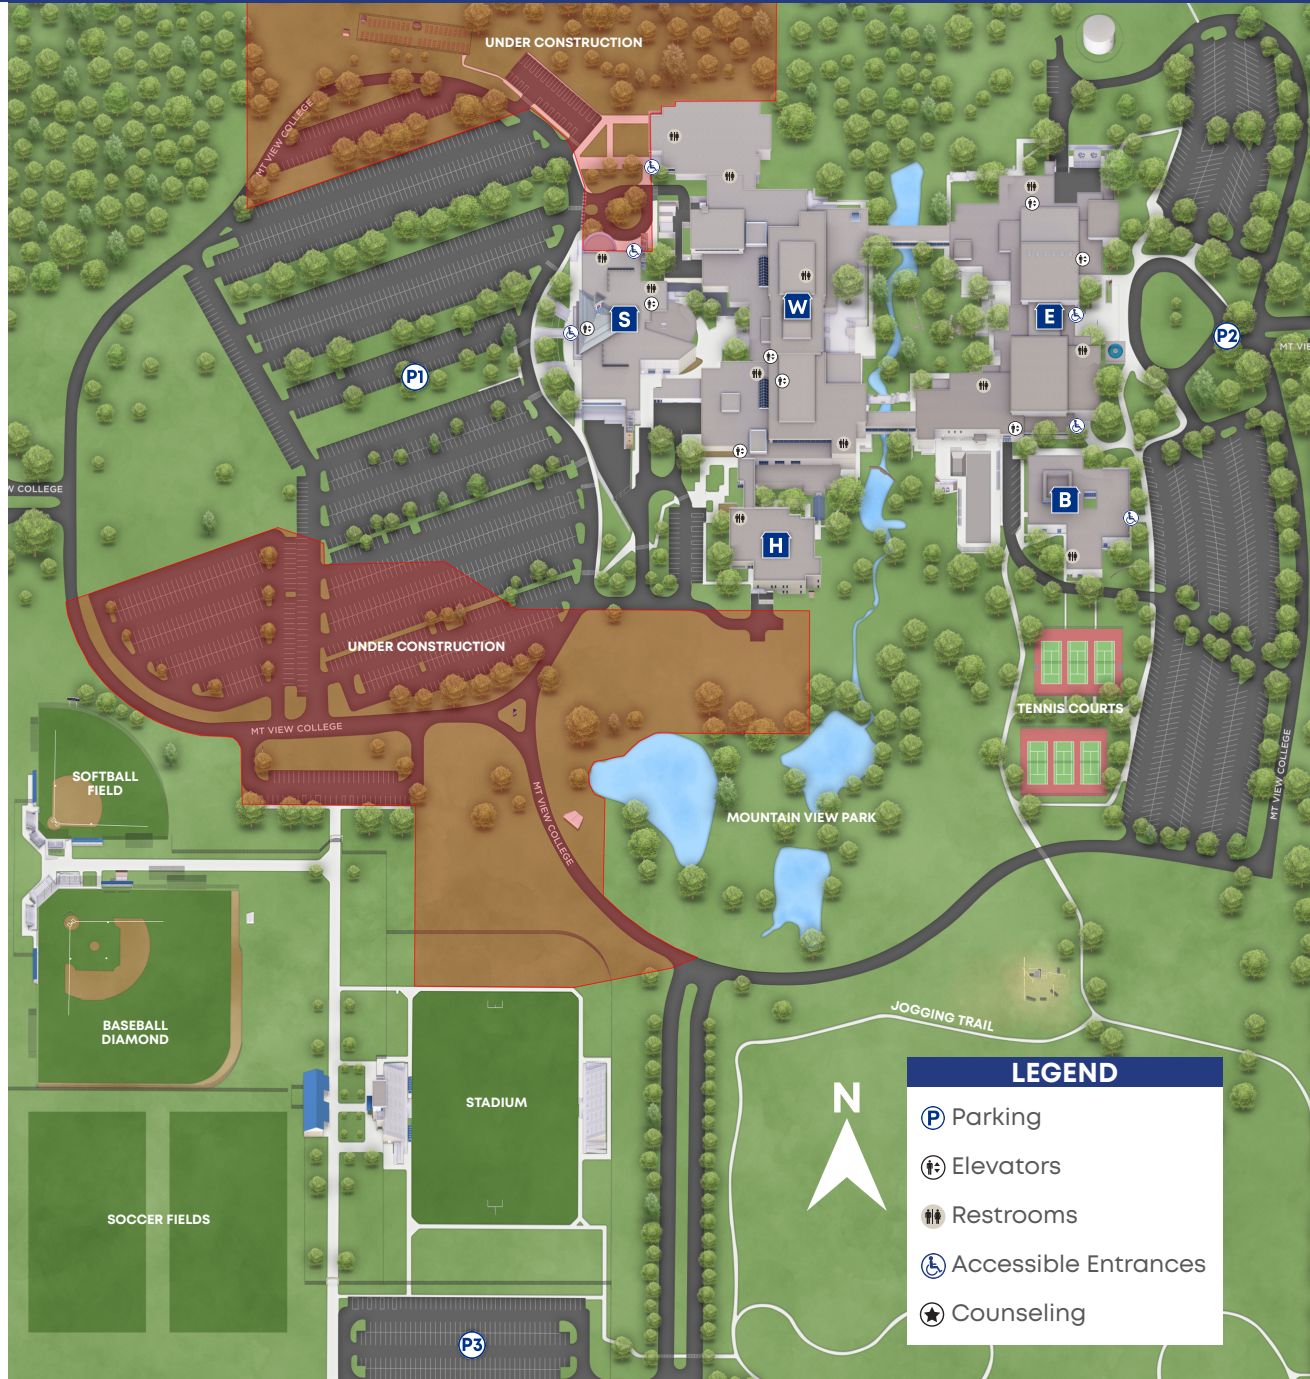 UNDER CONSTRUCTION
MT VIEW COLLEGE
S
W
E
P2
MT VIE
P1
W COLLEGE
B
H
UNDER CONSTRUCTION
MT VIEW COLLEGE
TENNIS COURTS
MT VIEW COLLEGE
SOFTBALL
FIELD
MT VIEW COLLEGE
MOUNTAIN VIEW PARK
BASEBALL
DIAMOND
JOGGING TRAIL
STADIUM
SOCCER FIELDS
P3
N
LEGEND
P Parking
Elevators
Restrooms
Accessible Entrances
Counseling